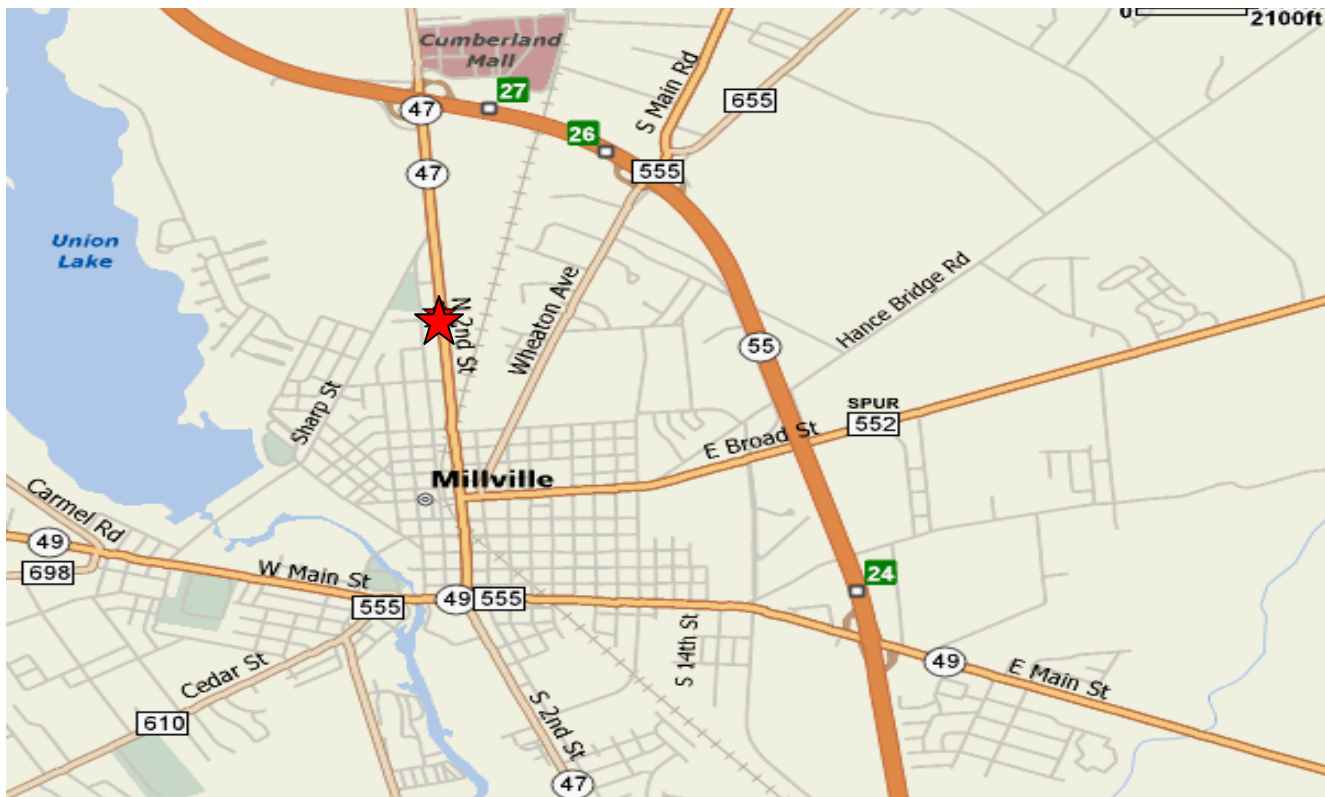 0
2100ft
Cumberland
Mall
27
47
655
S Main Rd
26
555
47
Union
Lake
N 2nd St
Wheaton Ave
Hance Bridge Rd
55
Sharp St
SPUR
552
E Broad St
Millville
Carmel Rd
49
698
W Main St
24
555
49
555
S 14th St
49
E Main St
Cedar St
610
S 2nd St
47